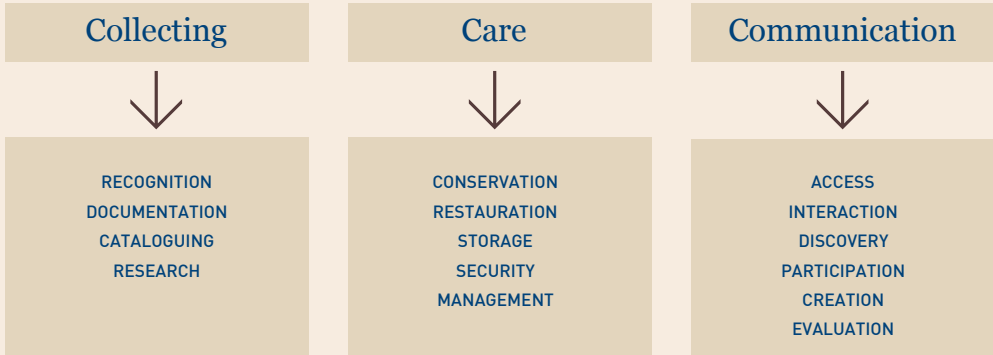 Collecting
RECOGNITION
DOCUMENTATION
CATALOGUING
RESEARCH
Care
CONSERVATION
RESTAURATION
STORAGE
SECURITY
MANAGEMENT
Communication
ACCESS
INTERACTION
DISCOVERY
PARTICIPATION
CREATION
EVALUATION